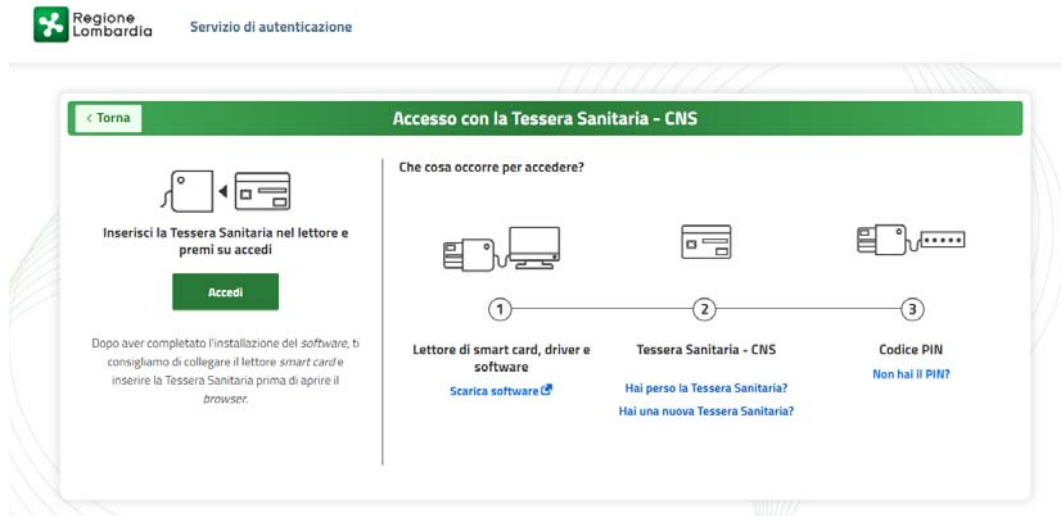 Regione
Lombardia
Servizio di autenticazione
< Torna
Accesso con la Tessera Sanitaria - CNS
Inserisci la Tessera Sanitaria nel lettore e
premi su accedi
Accedi
Dopo aver completato l'installazione del software, ti
consigliamo di collegare il lettore smart card e
inserire la Tessera Sanitaria prima di aprire il
browser.
Che cosa occorre per accedere?
1
2
3
Lettore di smart card, driver e
software
Scarica software
Tessera Sanitaria - CNS
Hai perso la Tessera Sanitaria?
Hai una nuova Tessera Sanitaria?
Codice PIN
Non hai il PIN?